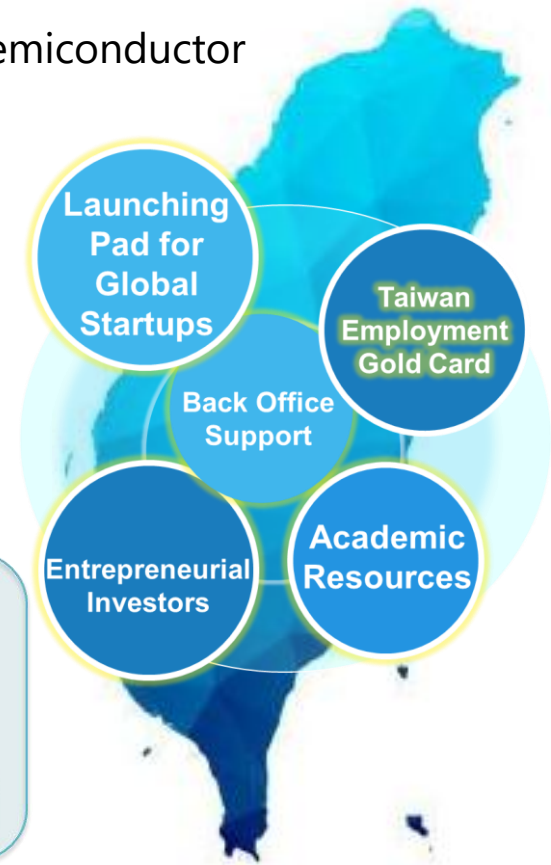 emiconductor
Launching
Pad for
Global
Startups
Taiwan
Employment
Gold Card
Back Office
Support
Entrepreneurial
Investors
Academic
Resources